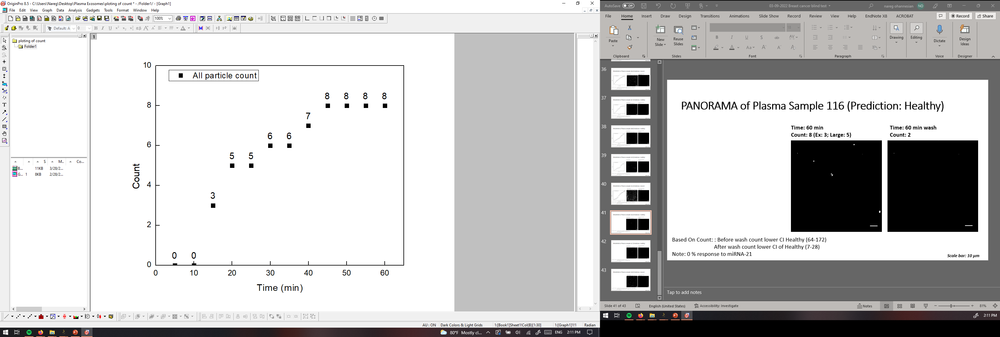 OriginPro 8.5 - C:\Users\Nareg\Desktop\Plasma Exosomes\ploting of count * - /Folder1/ - [Graph1]
File Edit View Graph Data Analysis Gadgets Tools Format Window Help
100%
Default: A 0 B I U
ploting of count
Folder1
S M.. Co...
B... 11KB 3/28/2...
G... 1 8KB 2/28/2...
1
All particle count
10
8
6
4
2
0
Count
0 0 3 5 5 6 6 7 8 8 8 8
0 10 20 30 40 50 60
Time (min)
AU : ON Dark Colors & Light Grids 1:[Book1]Sheet1!Col(B)[1:30] 1:[Graph1]1!1 Radian
80°F Mostly cl... ENG 2:11 PM
AutoSave Off 03-09-2022 Breast cancer blind test nareg ohannesian NO
File Home Insert Draw Design Transitions Animations Slide Show Record Review View Help EndNote X8 ACROBAT Record Share
Paste New Slide Reuse Slides B I U S ab AV Aa A A Drawing Editing Dictate Design Ideas
Clipboard Slides Font Paragraph Voice Designer
36
37
38
39
40
41
42
43
PANORAMA of Plasma Sample 116 (Prediction: Healthy)
Time: 60 min
Count: 8 (Ex: 3; Large: 5)
Time: 60 min wash
Count: 2
Based On Count: : Before wash count lower CI Healthy (64-172)
After wash count lower CI of Healthy (7-28)
Note: 0 % response to miRNA-21
Scale bar: 10 µm
Tap to add notes
Slide 41 of 43 English (United States) Accessibility: Investigate Notes 81%
2:11 PM